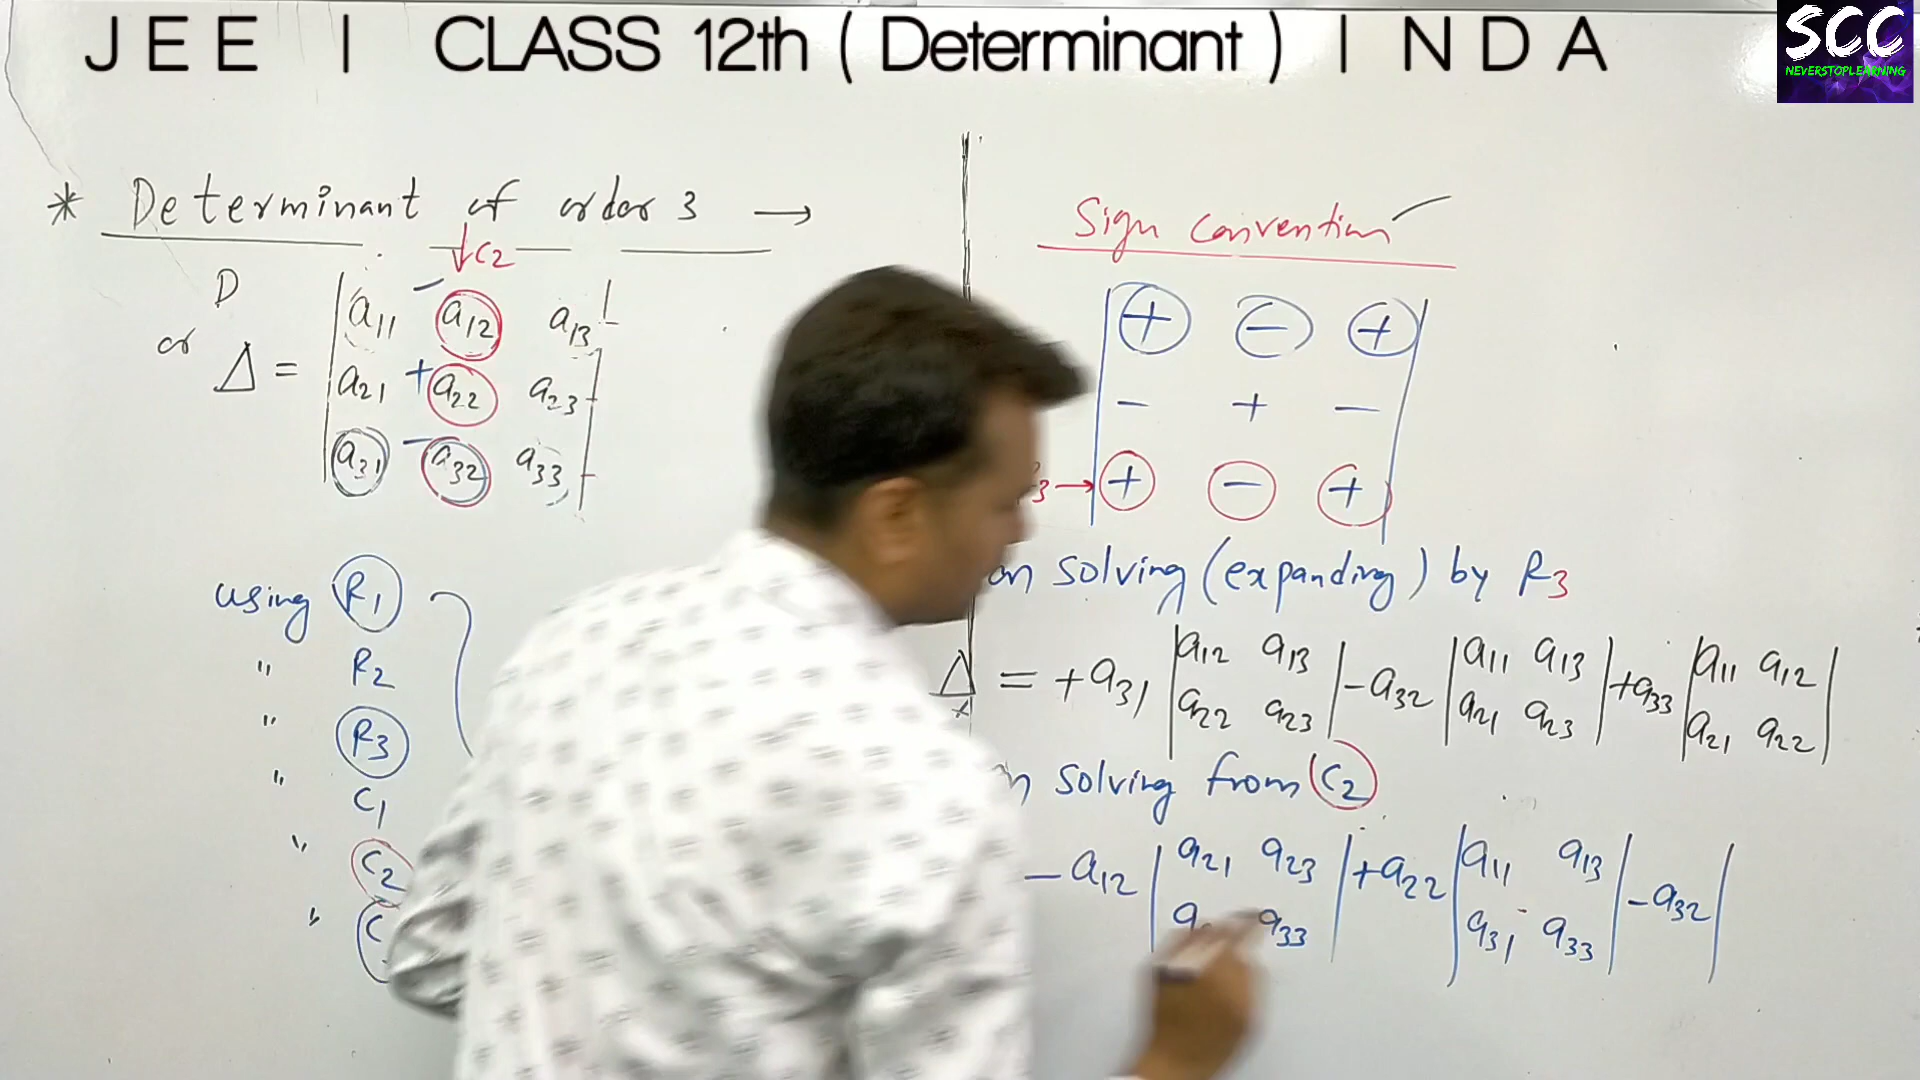 JEE | CLASS 12th ( Determinant ) | NDA
SCC
NEVERSTOPLEARNING
* Determinant of order 3 →
↓C2
D
or Δ =
a11 − a12 a13
a21 + a22 a23
a31 − a32 a33
using R1
" R2
" R3
" C1
" C2
" C
Sign Convention
+ − +
− + −
3 → + − +
on solving (expanding) by R3
Δ = +a31 |a12 a13| −a32 |a11 a13| +a33 |a11 a12|
|a22 a23| |a21 a23| |a21 a22|
solving from C2
−a12 |a21 a23| +a22 |a11 a13| −a32 |
a33 |a31 a33|